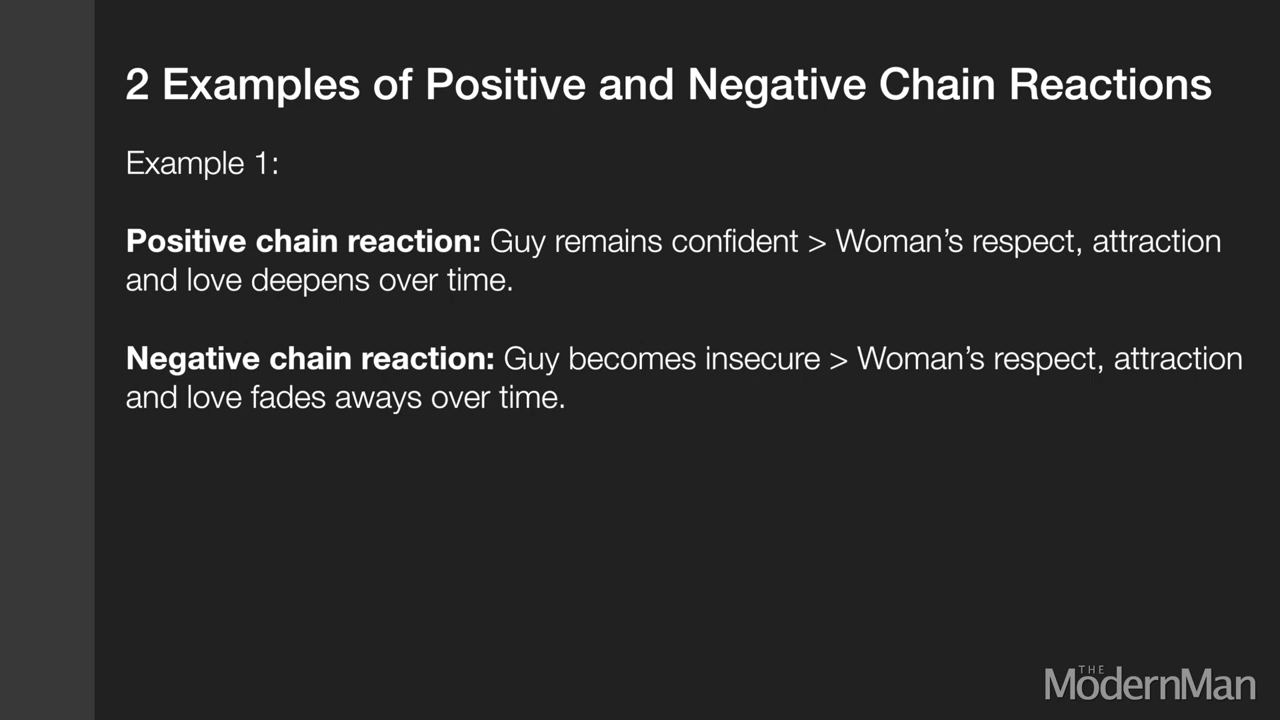 2 Examples of Positive and Negative Chain Reactions
Example 1:
Positive chain reaction: Guy remains confident > Woman’s respect, attraction
and love deepens over time.
Negative chain reaction: Guy becomes insecure > Woman’s respect, attraction
and love fades aways over time.
THE
ModernMan